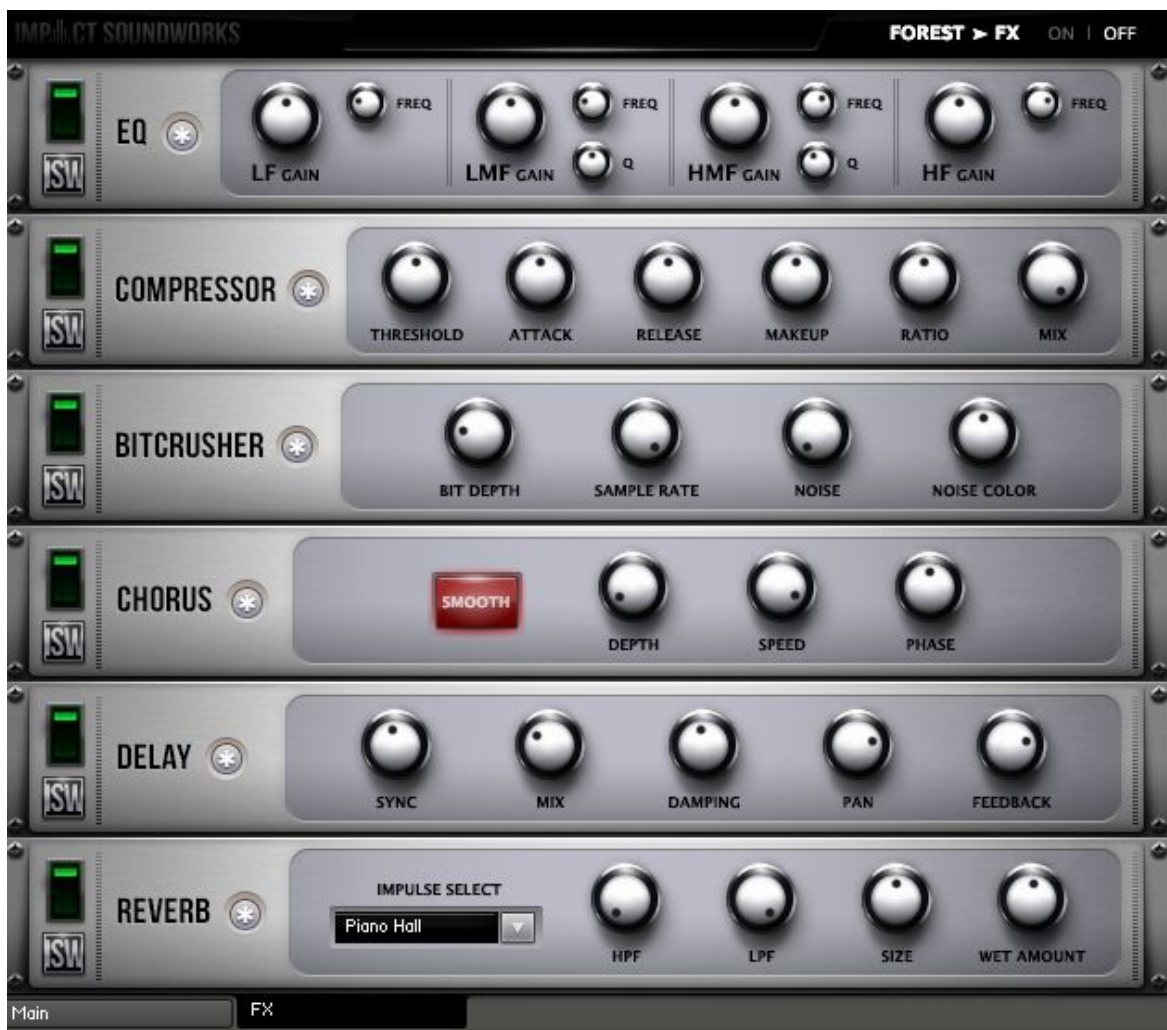 IMPACT SOUNDWORKS
FOREST ➤ FX ON | OFF
EQ
LF GAIN
FREQ
LMF GAIN
FREQ
Q
HMF GAIN
FREQ
Q
HF GAIN
FREQ
ISW
COMPRESSOR
THRESHOLD
ATTACK
RELEASE
MAKEUP
RATIO
MIX
ISW
BITCRUSHER
BIT DEPTH
SAMPLE RATE
NOISE
NOISE COLOR
ISW
CHORUS
SMOOTH
DEPTH
SPEED
PHASE
ISW
DELAY
SYNC
MIX
DAMPING
PAN
FEEDBACK
ISW
REVERB
IMPULSE SELECT
Piano Hall
HPF
LPF
SIZE
WET AMOUNT
ISW
Main
FX